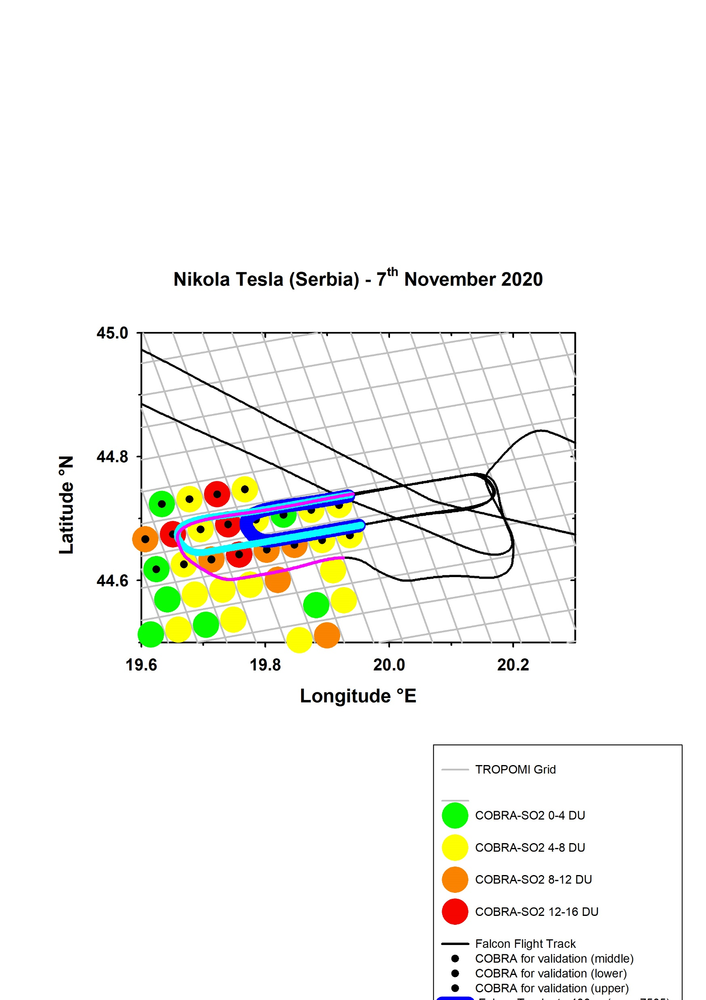 Nikola Tesla (Serbia) - 7th November 2020
45.0
44.8
44.6
Latitude °N
19.6 19.8 20.0 20.2
Longitude °E
TROPOMI Grid
COBRA-SO2 0-4 DU
COBRA-SO2 4-8 DU
COBRA-SO2 8-12 DU
COBRA-SO2 12-16 DU
Falcon Flight Track
COBRA for validation (middle)
COBRA for validation (lower)
COBRA for validation (upper)